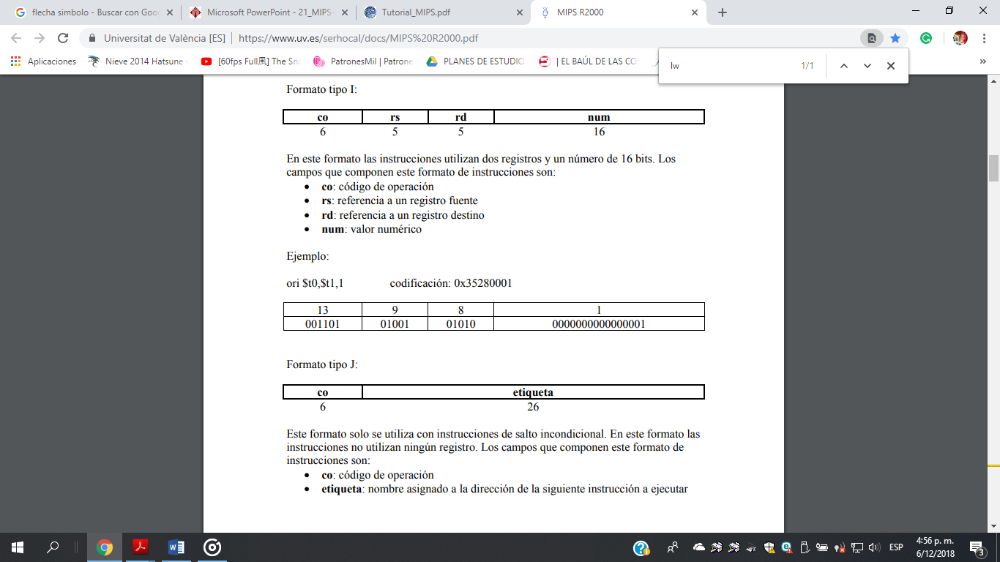 flecha simbolo - Buscar con Goo
Microsoft PowerPoint - 21_MIPS-
Tutorial_MIPS.pdf
MIPS R2000
Universitat de València [ES]
https://www.uv.es/serhocal/docs/MIPS%20R2000.pdf
Aplicaciones
Nieve 2014 Hatsune
[60fps Full風] The Sno
PatronesMil | Patrone
PLANES DE ESTUDIO
| EL BAÚL DE LAS CO
lw
1/1
Formato tipo I:
co rs rd num
6 5 5 16
En este formato las instrucciones utilizan dos registros y un número de 16 bits. Los
campos que componen este formato de instrucciones son:
• co: código de operación
• rs: referencia a un registro fuente
• rd: referencia a un registro destino
• num: valor numérico
Ejemplo:
ori $t0,$t1,1 codificación: 0x35280001
13 9 8 1
001101 01001 01010 0000000000000001
Formato tipo J:
co etiqueta
6 26
Este formato solo se utiliza con instrucciones de salto incondicional. En este formato las
instrucciones no utilizan ningún registro. Los campos que componen este formato de
instrucciones son:
• co: código de operación
• etiqueta: nombre asignado a la dirección de la siguiente instrucción a ejecutar
ESP
4:56 p. m.
6/12/2018
3